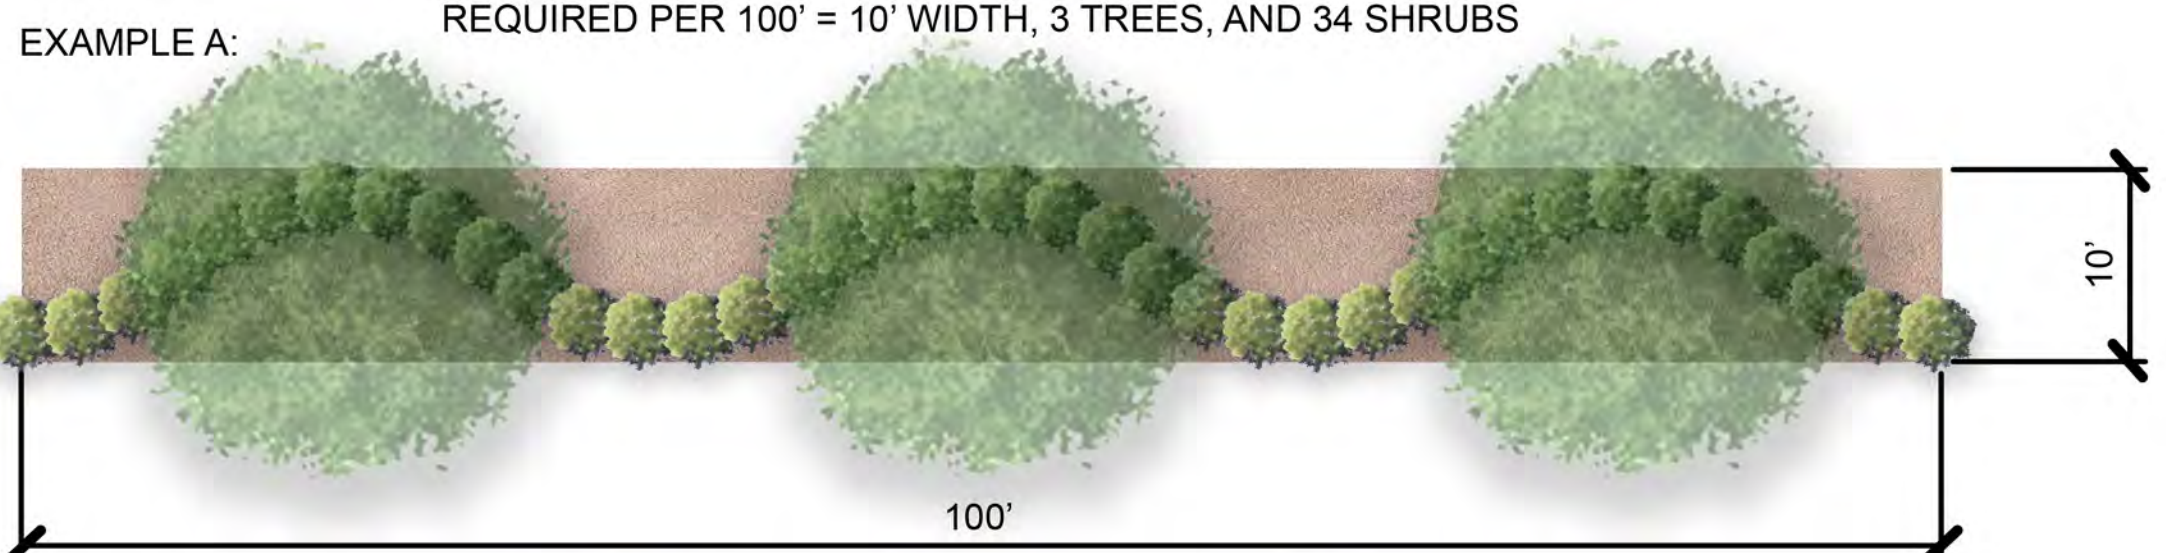 REQUIRED PER 100’ = 10’ WIDTH, 3 TREES, AND 34 SHRUBS
EXAMPLE A:
10’
100’